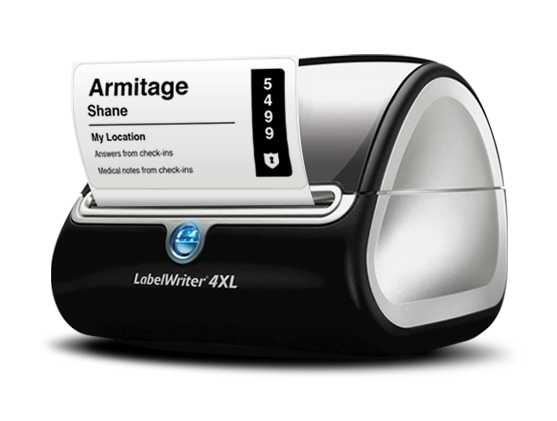 Armitage
Shane
My Location
Answers from check-ins
Medical notes from check-ins
5
4
9
9
LabelWriter® 4XL